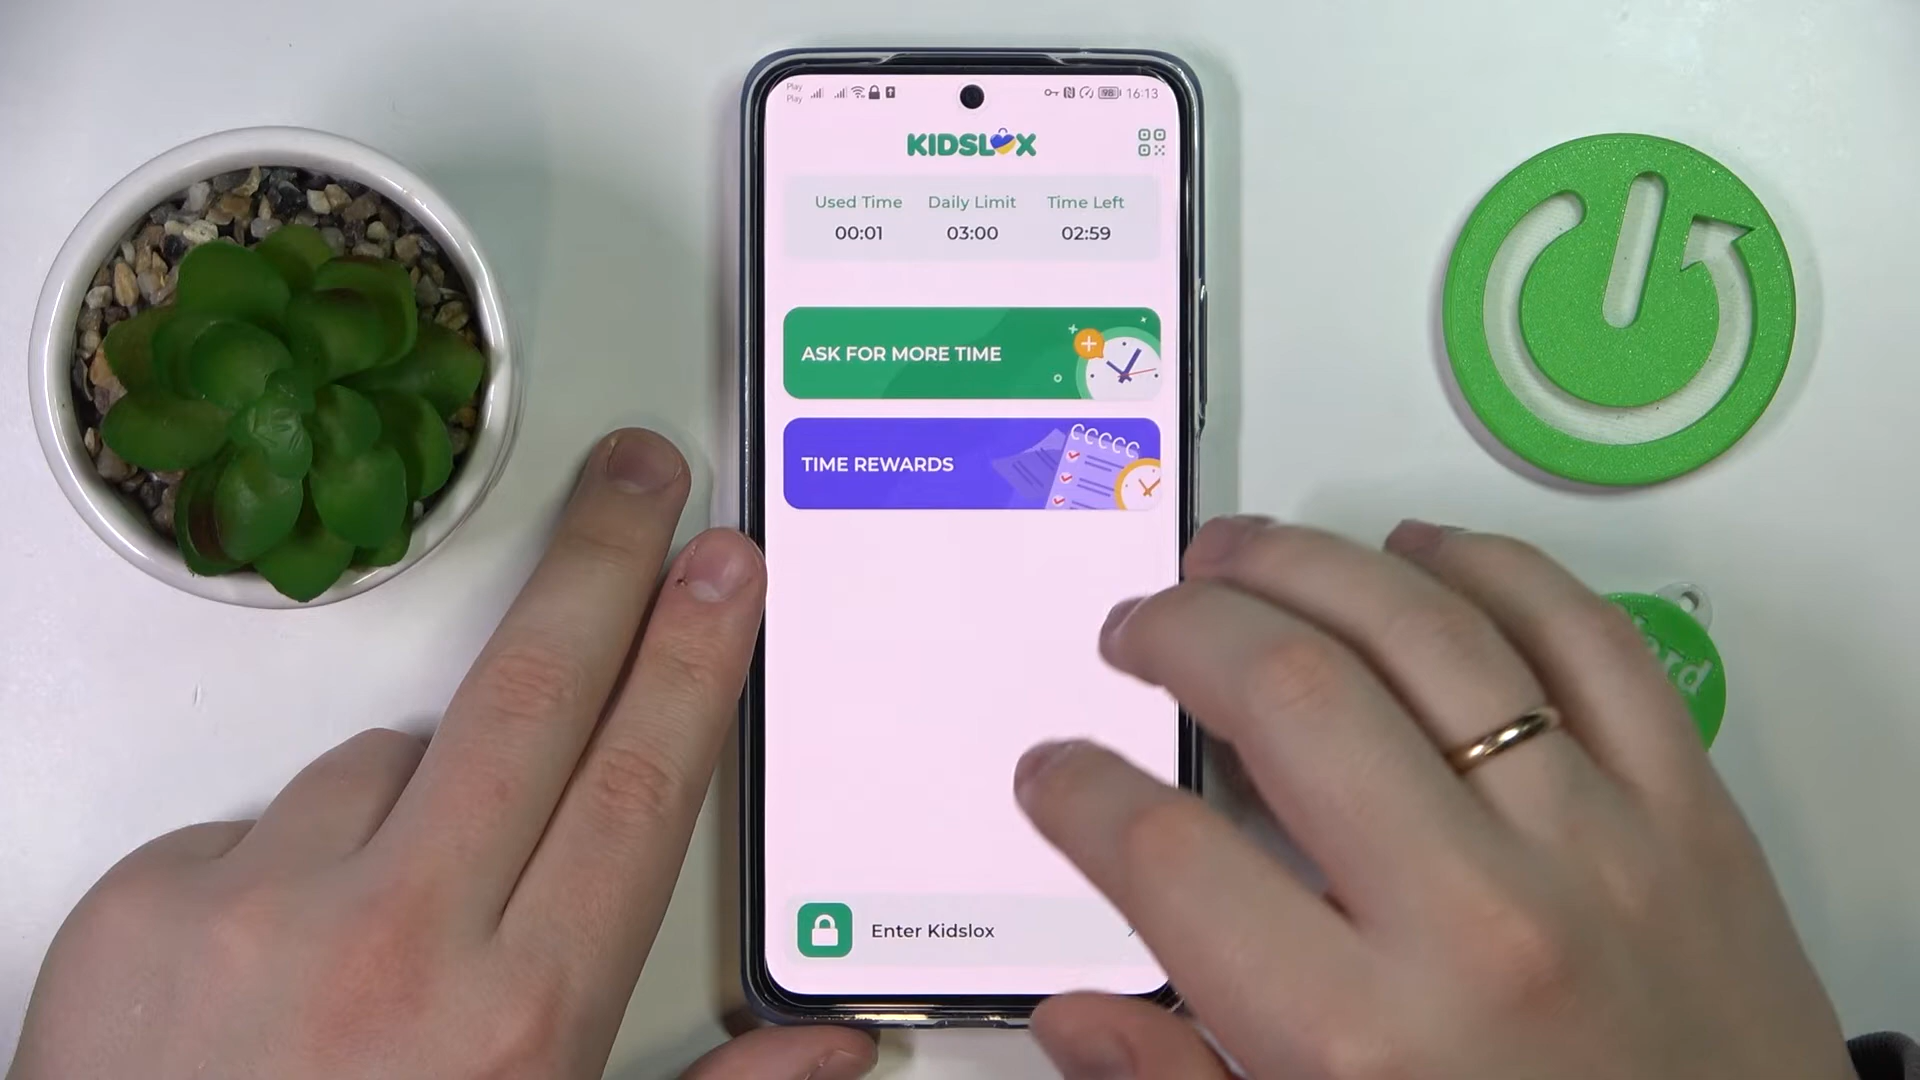 Play
Play
98
16:13
KIDSLOX
Used Time Daily Limit Time Left
00:01 03:00 02:59
ASK FOR MORE TIME
TIME REWARDS
Enter Kidslox